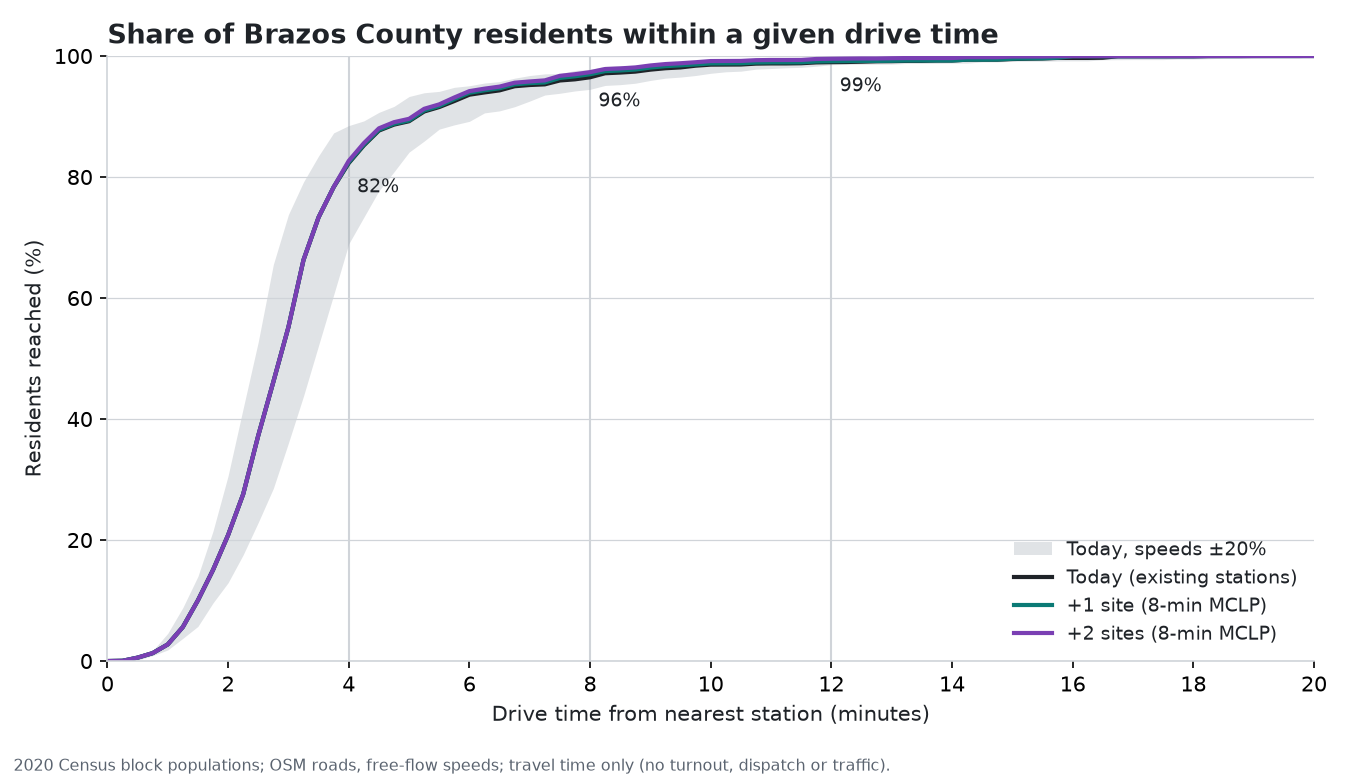 Share of Brazos County residents within a given drive time
Residents reached (%)
100
80
60
40
20
0
82%
96%
99%
Today, speeds ±20%
Today (existing stations)
+1 site (8-min MCLP)
+2 sites (8-min MCLP)
0 2 4 6 8 10 12 14 16 18 20
Drive time from nearest station (minutes)
2020 Census block populations; OSM roads, free-flow speeds; travel time only (no turnout, dispatch or traffic).